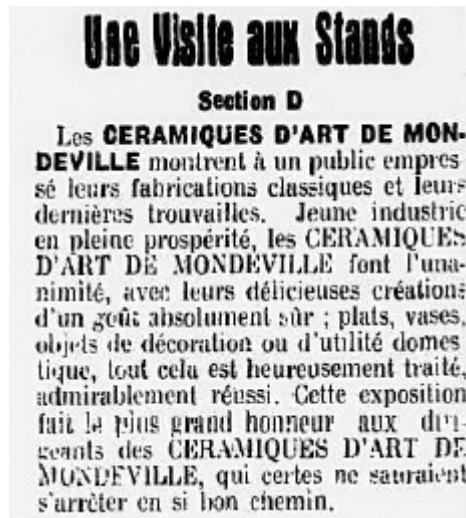 Une Visite aux Stands
Section D
Les CERAMIQUES D'ART DE MON-
DEVILLE montrent à un public empres
sé leurs fabrications classiques et leurs
dernières trouvailles. Jeune industrie
en pleine prospérité, les CERAMIQUES
D'ART DE MONDEVILLE font l'una-
nimité, avec leurs délicieuses créations
d'un goût absolument sûr ; plats, vases,
objets de décoration ou d'utilité domes
tique, tout cela est heureusement traité,
admirablement réussi. Cette exposition
fait le plus grand honneur aux diri-
geants des CERAMIQUES D'ART DE
MONDEVILLE, qui certes ne sauraient
s'arrêter en si bon chemin.